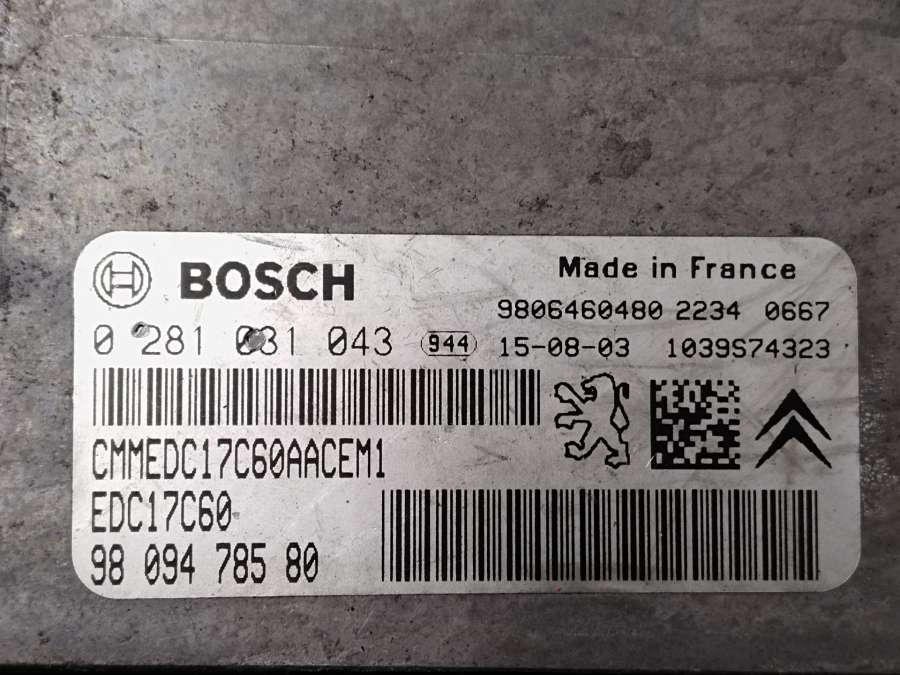 BOSCH
Made in France
9806460480 2234 0667
0 281 031 043 944 15-08-03 1039S74323
CMMEDC17C60AACEM1
EDC17C60
98 094 785 80